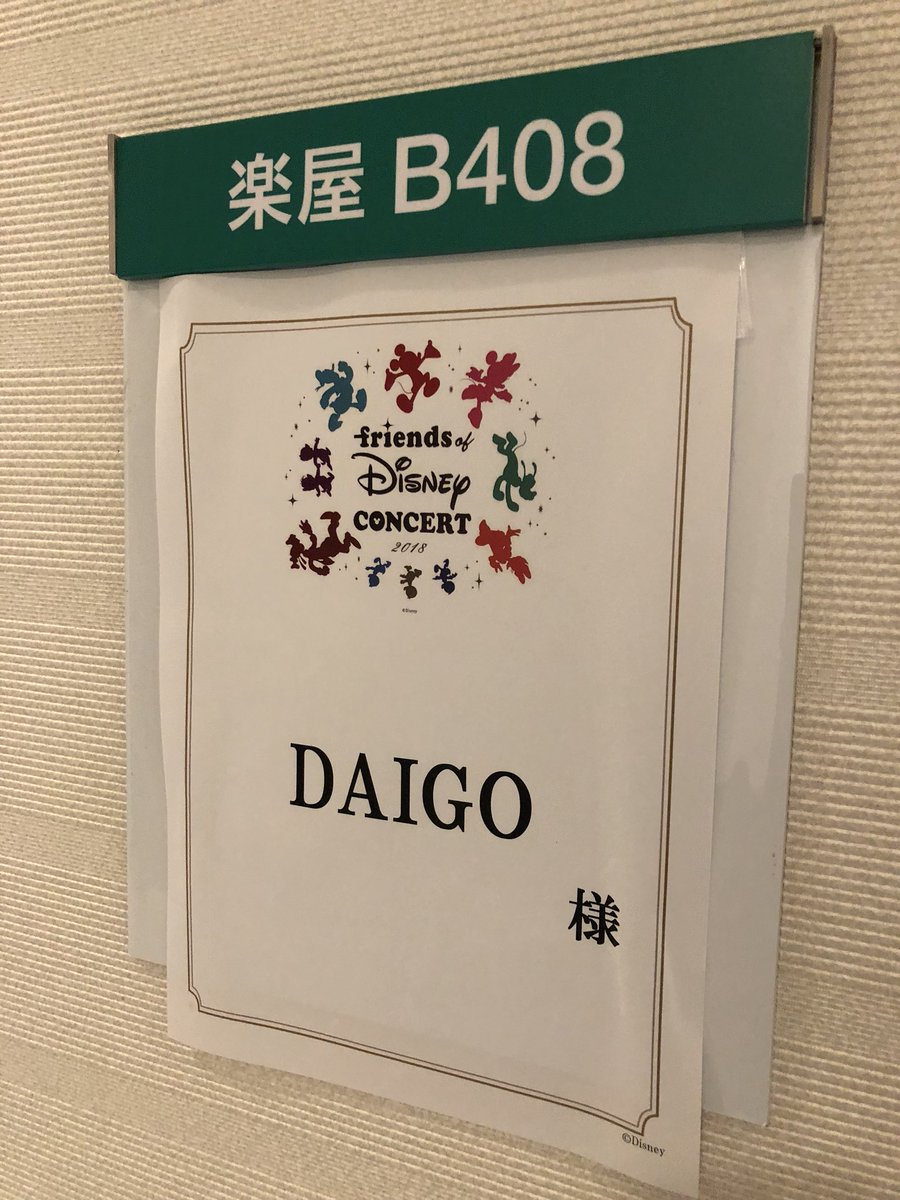 楽屋 B408
friends of
Disney
CONCERT
2018
©Disney
DAIGO
様
©Disney